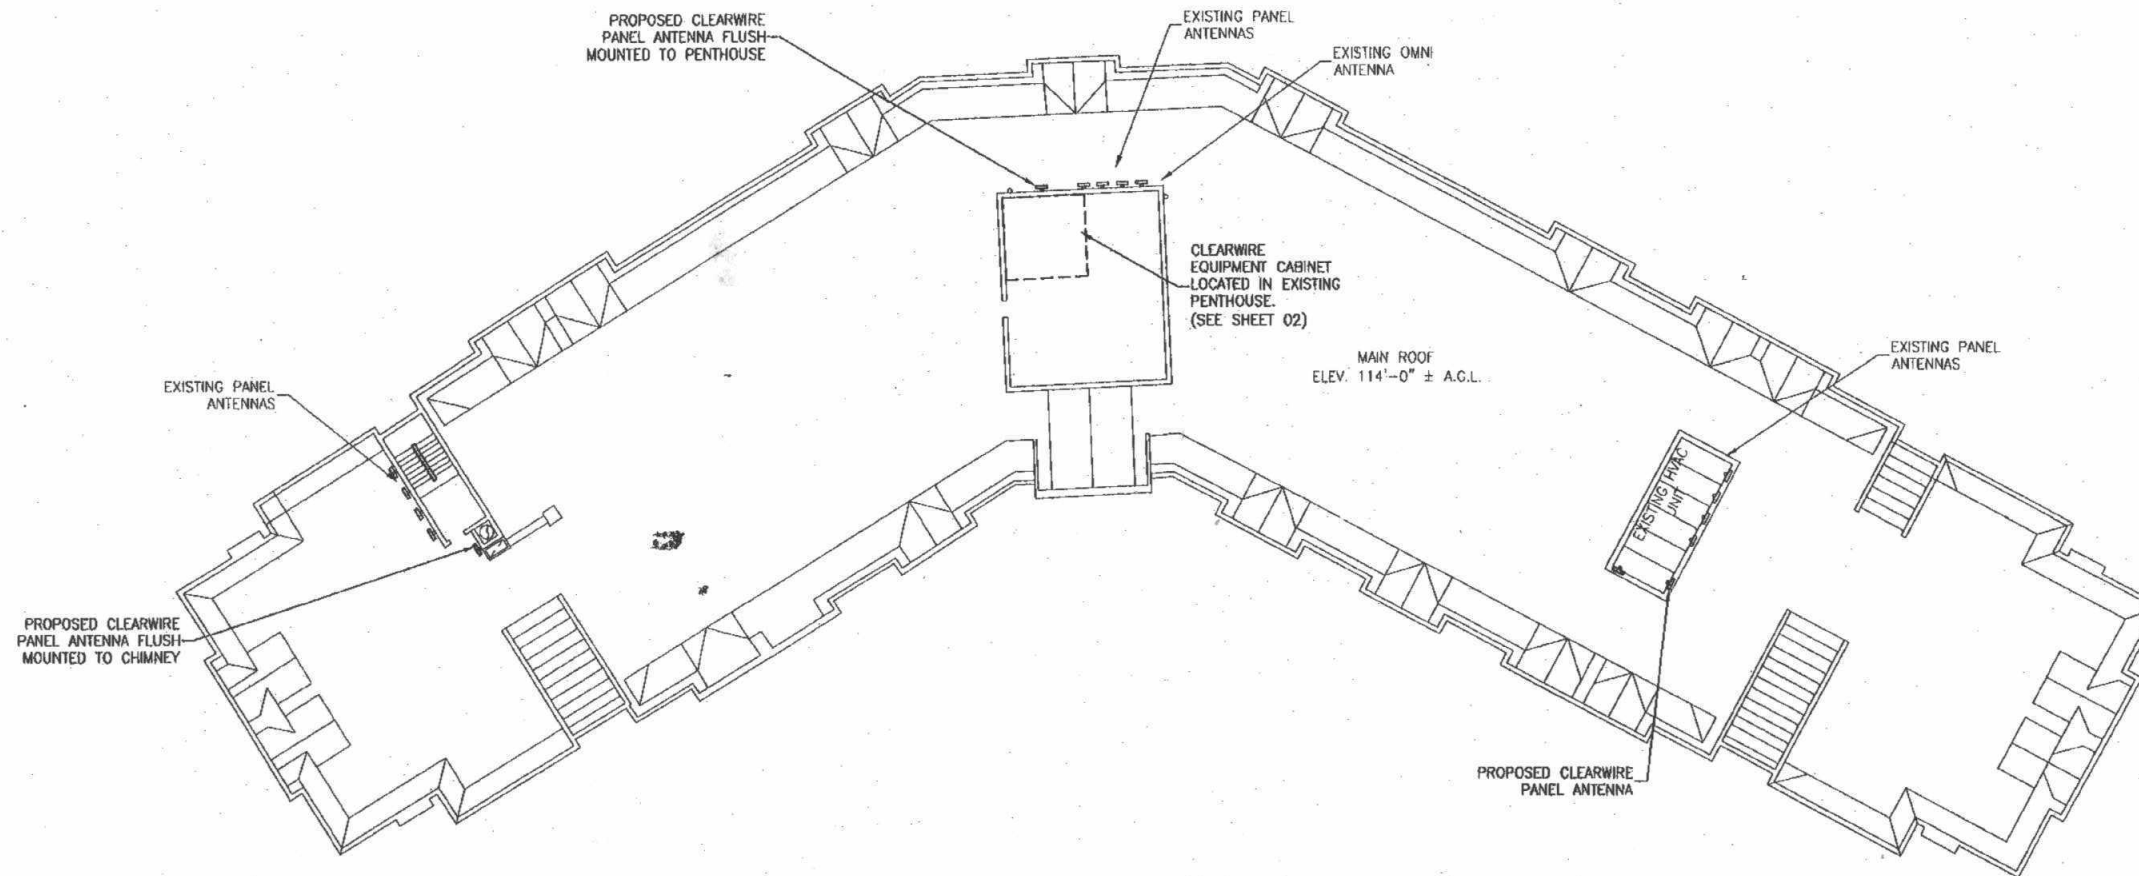 PROPOSED CLEARWIRE
PANEL ANTENNA FLUSH
MOUNTED TO PENTHOUSE
EXISTING PANEL
ANTENNAS
EXISTING OMNI
ANTENNA
CLEARWIRE
EQUIPMENT CABINET
LOCATED IN EXISTING
PENTHOUSE.
(SEE SHEET 02)
MAIN ROOF
ELEV. 114'-0" ± A.G.L.
EXISTING PANEL
ANTENNAS
EXISTING PANEL
ANTENNAS
EXISTING HVAC
UNIT
PROPOSED CLEARWIRE
PANEL ANTENNA FLUSH
MOUNTED TO CHIMNEY
PROPOSED CLEARWIRE
PANEL ANTENNA